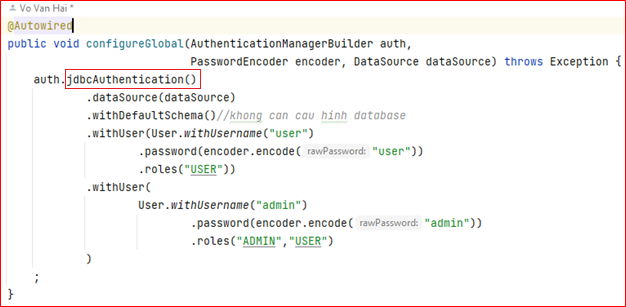 Vo Van Hai *
@Autowired
public void configureGlobal(AuthenticationManagerBuilder auth,
PasswordEncoder encoder, DataSource dataSource) throws Exception {
auth.jdbcAuthentication()
.dataSource(dataSource)
.withDefaultSchema()//khong can cau hinh database
.withUser(User.withUsername("user")
.password(encoder.encode( rawPassword: "user"))
.roles("USER"))
.withUser(
User.withUsername("admin")
.password(encoder.encode( rawPassword: "admin"))
.roles("ADMIN","USER")
)
;
}